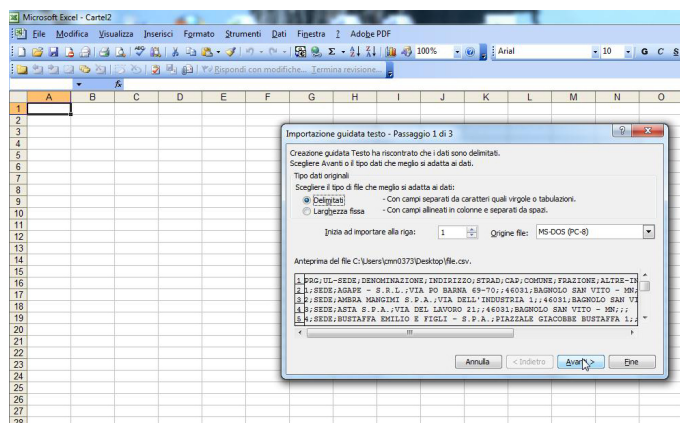 Microsoft Excel - Cartel2
File Modifica Visualizza Inserisci Formato Strumenti Dati Finestra ? Adobe PDF
100% Arial 10 G C S
Rispondi con modifiche... Termina revisione...
fx
A B C D E F G H I J K L M N O
1
2
3
4
5
6
7
8
9
10
11
12
13
14
15
16
17
18
19
20
21
22
23
24
25
26
27
28
Importazione guidata testo - Passaggio 1 di 3
Creazione guidata Testo ha riscontrato che i dati sono delimitati.
Scegliere Avanti o il tipo dati che meglio si adatta ai dati.
Tipo dati originali
Scegliere il tipo di file che meglio si adatta ai dati:
Delimitati - Con campi separati da caratteri quali virgole o tabulazioni.
Larghezza fissa - Con campi allineati in colonne e separati da spazi.
Inizia ad importare alla riga: 1 Origine file: MS-DOS (PC-8)
Anteprima del file C:\Users\cmn0373\Desktop\file.csv.
1 PRG;UL-SEDE;DENOMINAZIONE;INDIRIZZO;STRAD;CAP;COMUNE;FRAZIONE;ALTRE-IN
2 1;SEDE;AGAPE - S.R.L.;VIA PO BARNA 69-70;;46031;BAGNOLO SAN VITO - MN;
3 2;SEDE;AMBRA MANGIMI S.P.A.;VIA DELL'INDUSTRIA 1;;46031;BAGNOLO SAN VI
4 3;SEDE;ASTA S.P.A.;VIA DEL LAVORO 21;;46031;BAGNOLO SAN VITO - MN;;;
5 4;SEDE;BUSTAFFA EMILIO E FIGLI - S.P.A.;PIAZZALE GIACOBBE BUSTAFFA 1;;
Annulla < Indietro Avanti > Fine